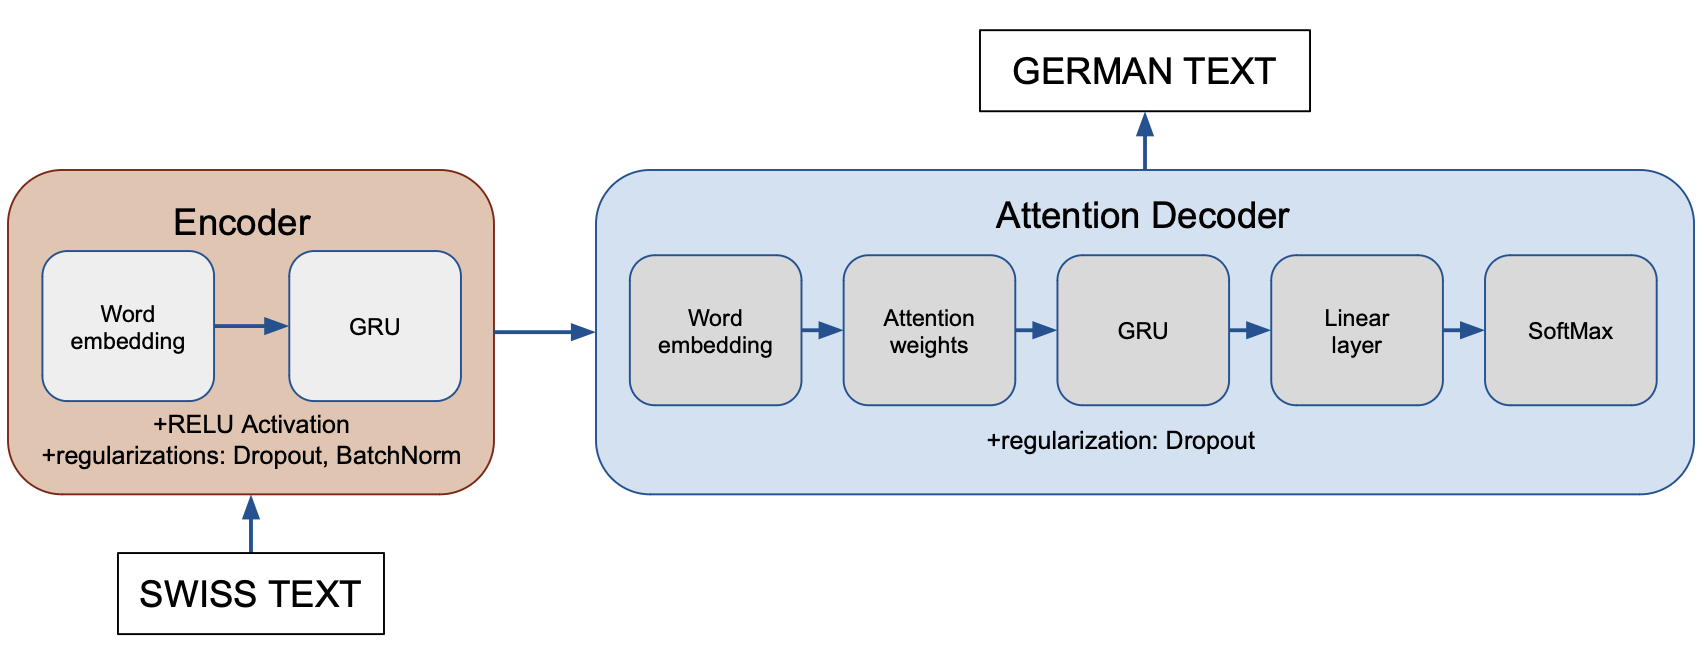 GERMAN TEXT
Encoder
Word
embedding
GRU
+RELU Activation
+regularizations: Dropout, BatchNorm
SWISS TEXT
Attention Decoder
Word
embedding
Attention
weights
GRU
Linear
layer
SoftMax
+regularization: Dropout